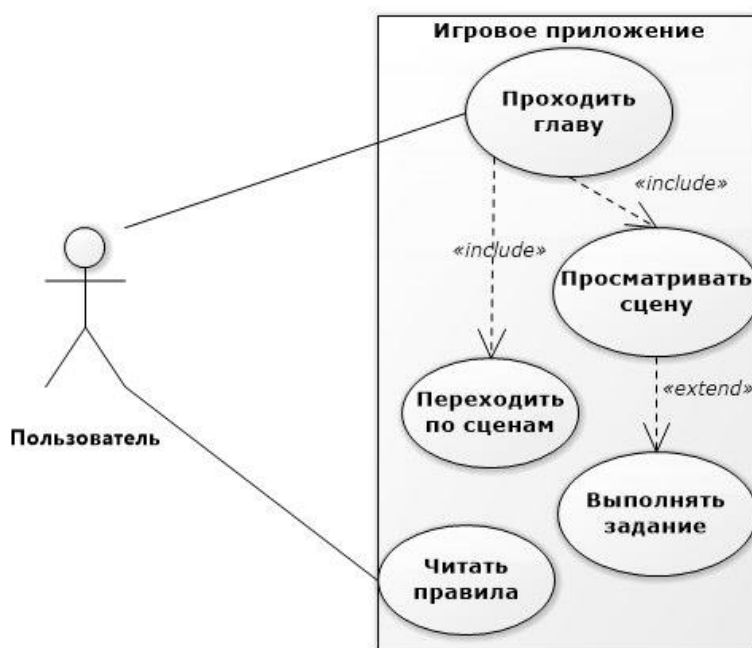 Игровое приложение
Проходить
главу
«include»
«include»
Просматривать
сцену
Переходить
по сценам
«extend»
Пользователь
Выполнять
задание
Читать
правила